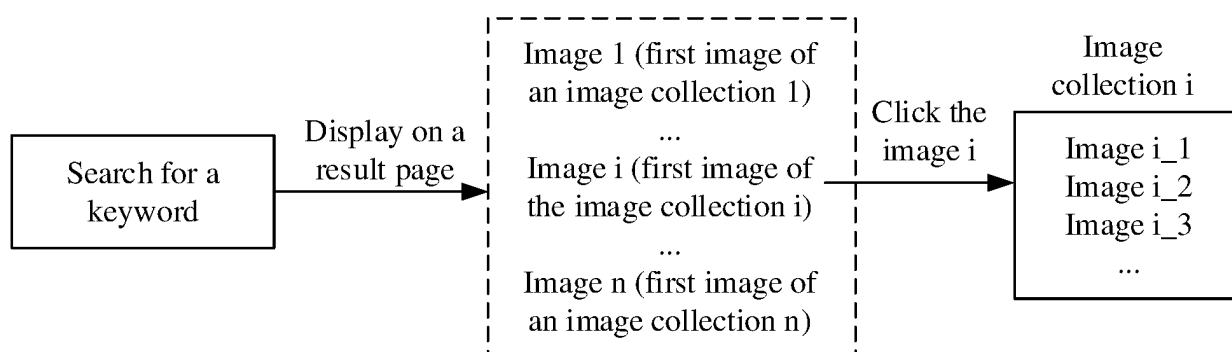 Search for a
keyword
Display on a
result page
Image 1 (first image of
an image collection 1)
...
Image i (first image of
the image collection i)
...
Image n (first image of
an image collection n)
Click the
image i
Image
collection i
Image i_1
Image i_2
Image i_3
...